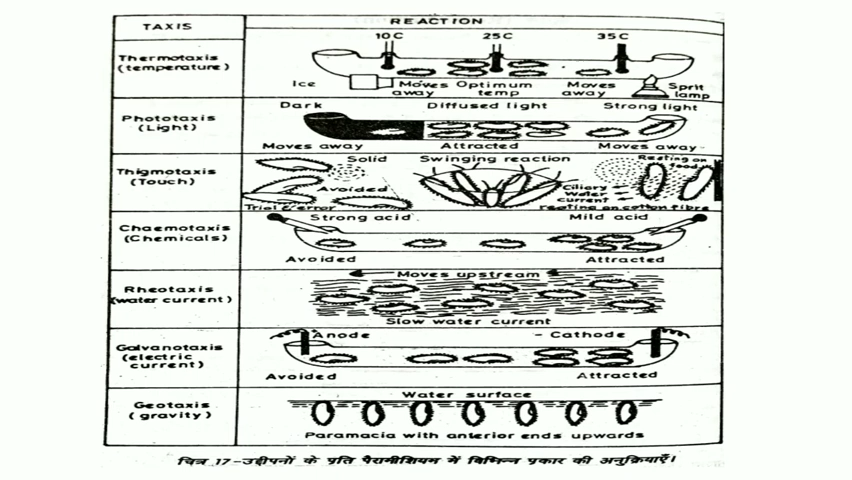 TAXIS
REACTION
Thermotaxis
(temperature)
10C 25C 35C
Ice
Moves away
Optimum temp
Moves away
Sprit lamp
Phototaxis
(Light)
Dark Diffused light Strong light
Moves away Attracted Moves away
Thigmotaxis
(Touch)
Solid
Avoided
Trial & error
Swinging reaction
Resting on food
Ciliary water current
resting on cotton fibre
Chaemotaxis
(Chemicals)
Strong acid Mild acid
Avoided Attracted
Rheotaxis
(water current)
Moves upstream
Slow water current
Galvanotaxis
(electric
current)
Anode - Cathode
Avoided Attracted
Geotaxis
(gravity)
Water surface
Paramacia with anterior ends upwards
चित्र 17-उद्दीपनों के प्रति पैरामीशियम में विभिन्न प्रकार की अनुक्रियाएँ।